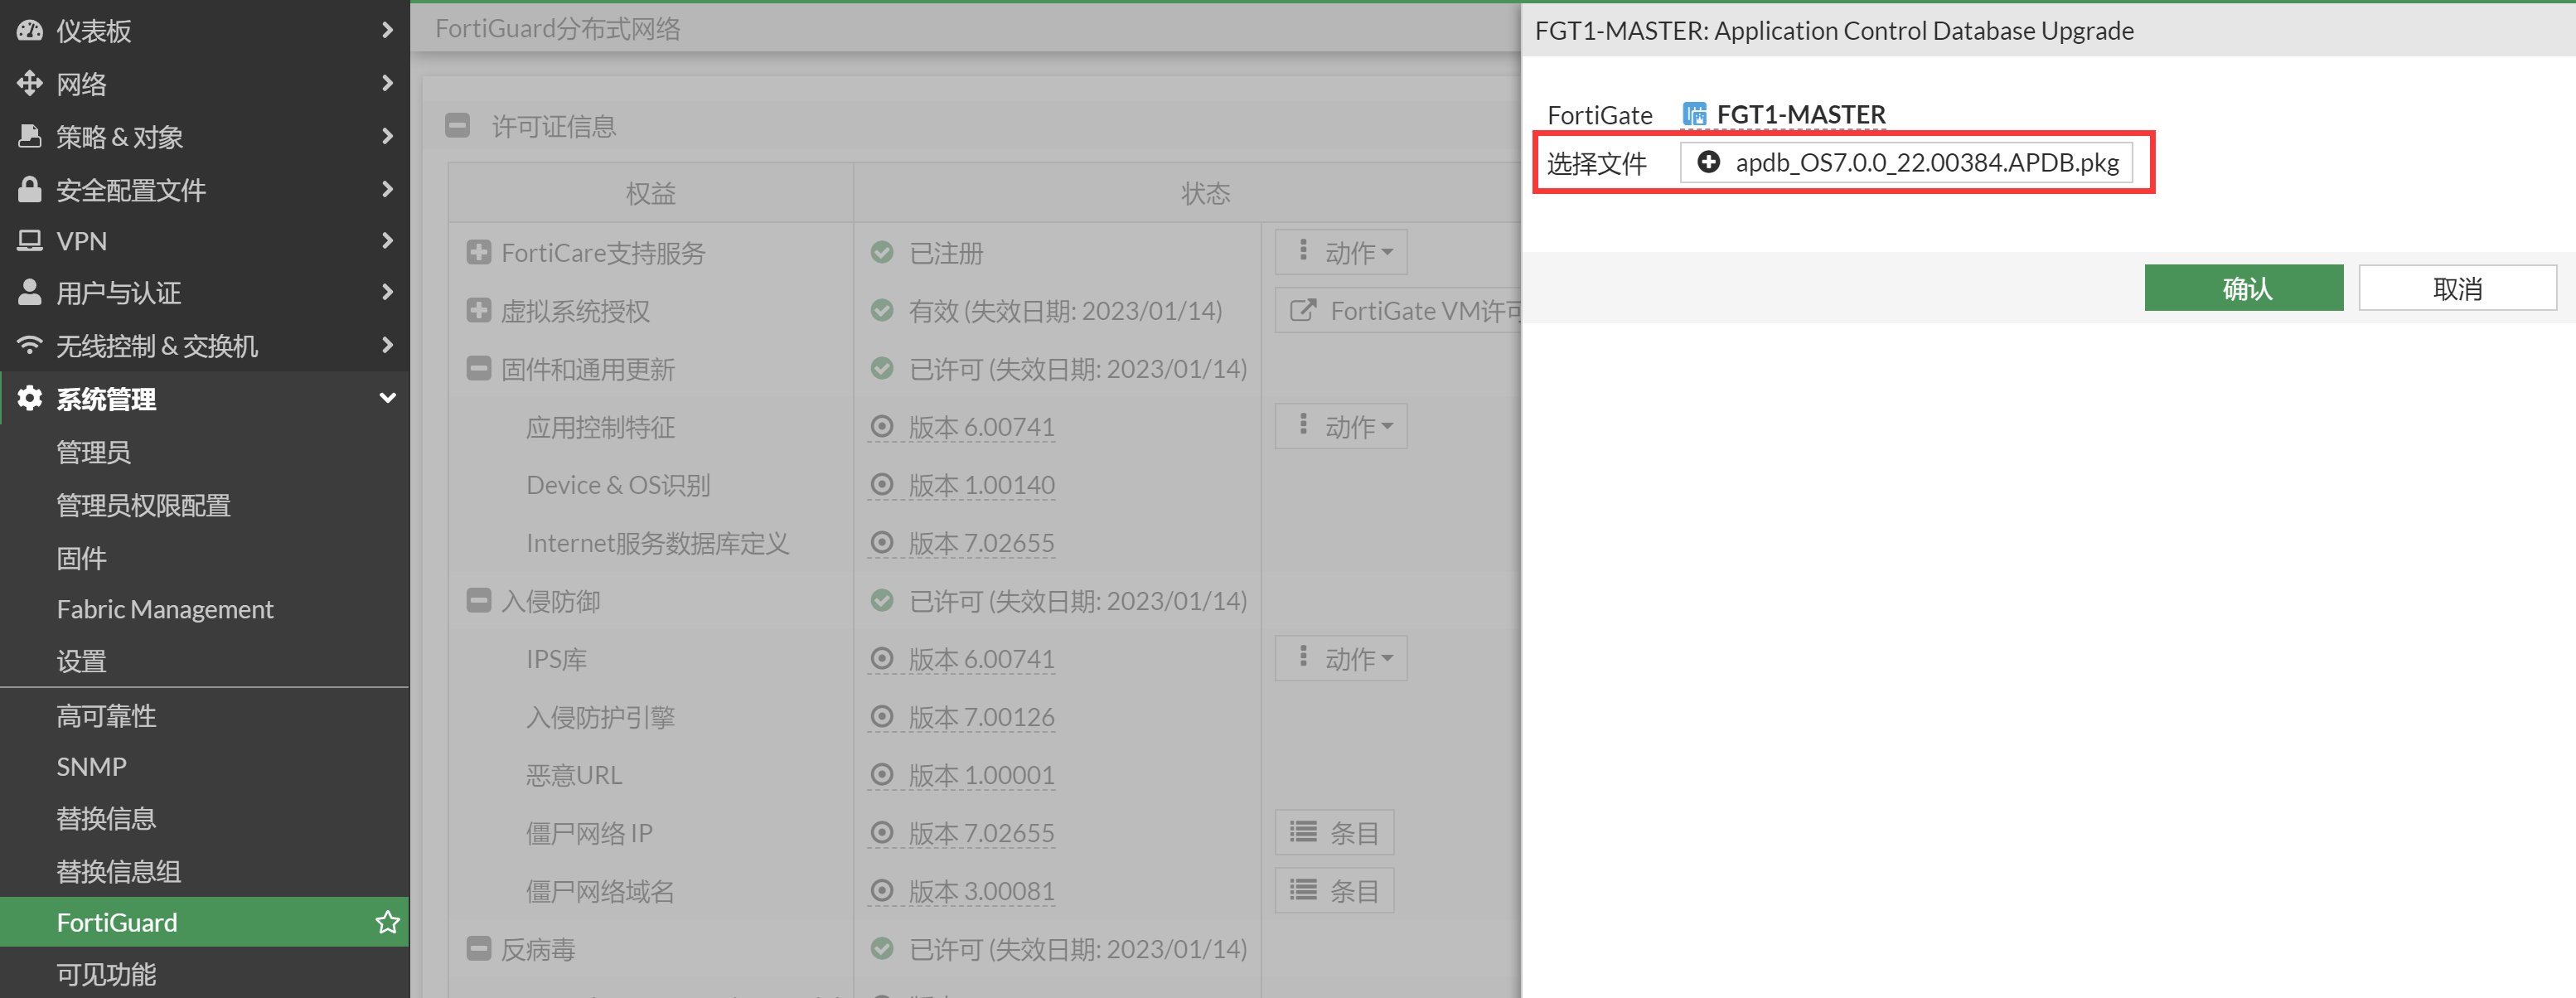 仪表板
网络
策略 & 对象
安全配置文件
VPN
用户与认证
无线控制 & 交换机
系统管理
管理员
管理员权限配置
固件
Fabric Management
设置
高可靠性
SNMP
替换信息
替换信息组
FortiGuard
可见功能
FortiGuard分布式网络
许可证信息
权益 状态
FortiCare支持服务 已注册 动作
虚拟系统授权 有效 (失效日期: 2023/01/14) FortiGate VM许可
固件和通用更新 已许可 (失效日期: 2023/01/14)
应用控制特征 版本 6.00741 动作
Device & OS识别 版本 1.00140
Internet服务数据库定义 版本 7.02655
入侵防御 已许可 (失效日期: 2023/01/14)
IPS库 版本 6.00741 动作
入侵防护引擎 版本 7.00126
恶意URL 版本 1.00001
僵尸网络 IP 版本 7.02655 条目
僵尸网络域名 版本 3.00081 条目
反病毒 已许可 (失效日期: 2023/01/14)
FGT1-MASTER: Application Control Database Upgrade
FortiGate FGT1-MASTER
选择文件 apdb_OS7.0.0_22.00384.APDB.pkg
确认 取消